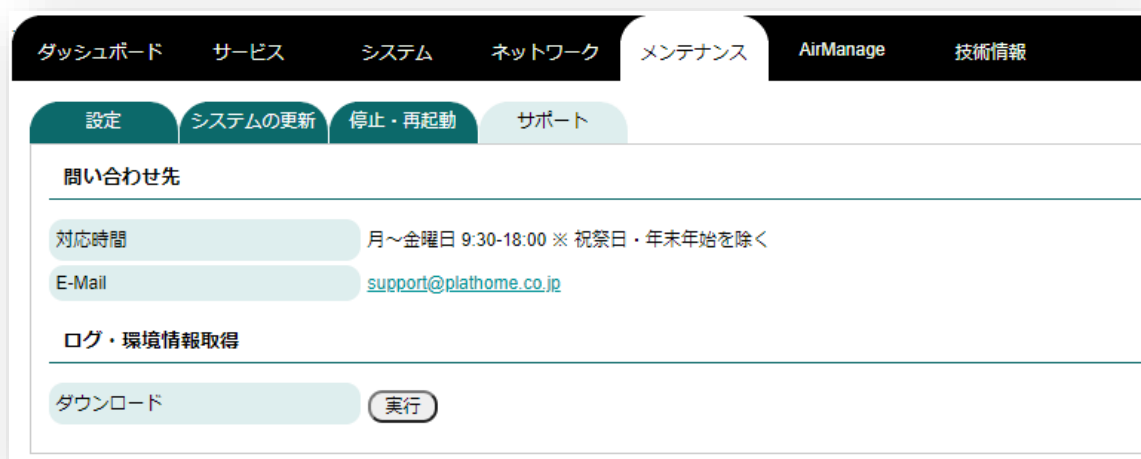 ダッシュボード サービス システム ネットワーク メンテナンス AirManage 技術情報
設定 システムの更新 停止・再起動 サポート
問い合わせ先
対応時間 月～金曜日 9:30-18:00 ※ 祝祭日・年末年始を除く
E-Mail support@plathome.co.jp
ログ・環境情報取得
ダウンロード 実行